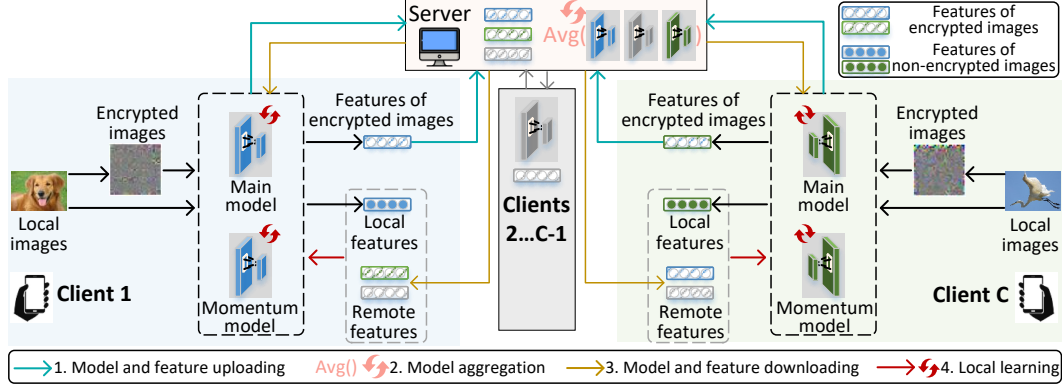 Server
Avg(
)
Features of
encrypted images
Features of
non-encrypted images
Encrypted
images
Local
images
Main
model
Momentum
model
Features of
encrypted images
Local
features
Remote
features
Client 1
Clients
2...C-1
Features of
encrypted images
Local
features
Remote
features
Main
model
Momentum
model
Encrypted
images
Local
images
Client C
1. Model and feature uploading
Avg() 2. Model aggregation
3. Model and feature downloading
4. Local learning